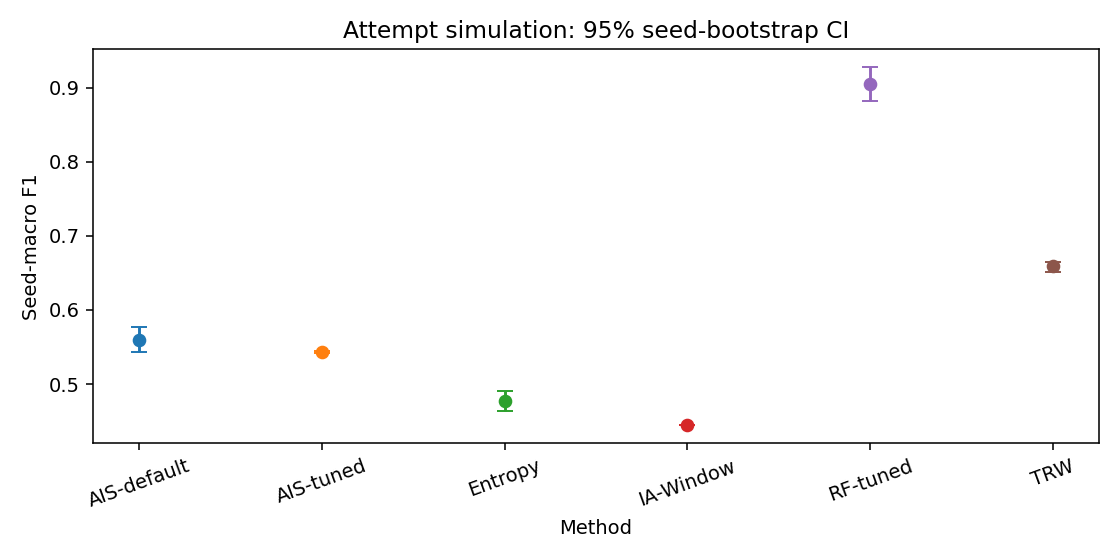 Attempt simulation: 95% seed-bootstrap CI
Seed-macro F1
0.9
0.8
0.7
0.6
0.5
AIS-default
AIS-tuned
Entropy
IA-Window
RF-tuned
TRW
Method